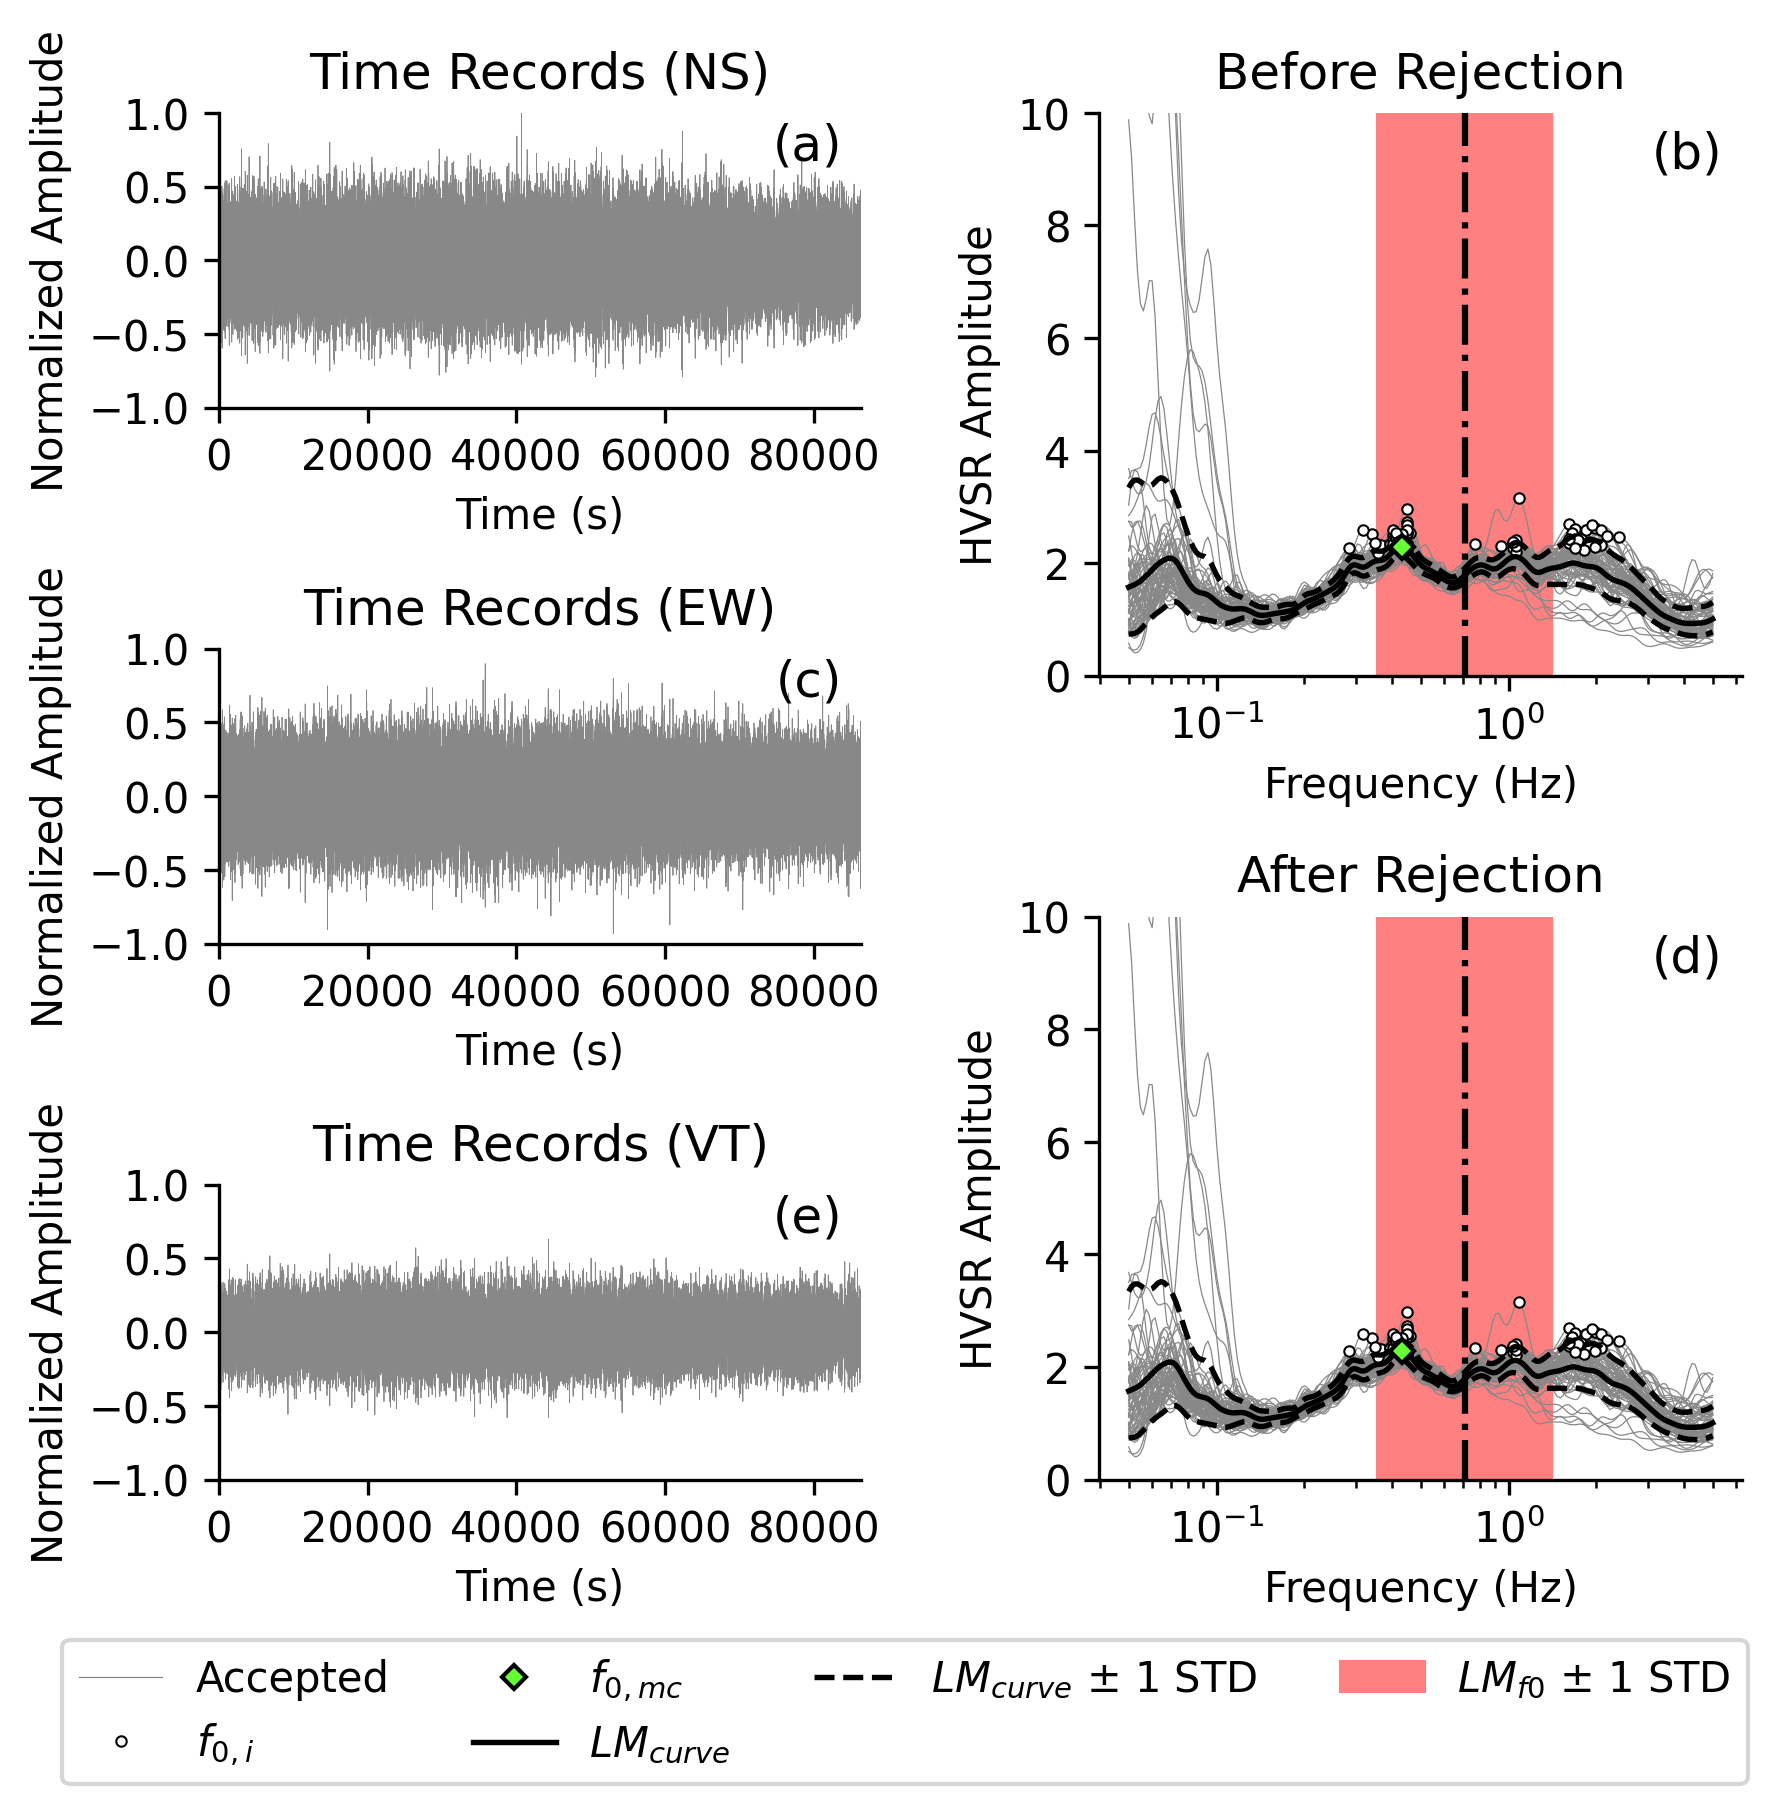 Time Records (NS)
Normalized Amplitude
1.0
0.5
0.0
−0.5
−1.0
(a)
0 20000 40000 60000 80000
Time (s)
Before Rejection
HVSR Amplitude
10
8
6
4
2
0
(b)
10⁻¹ 10⁰
Frequency (Hz)
Time Records (EW)
Normalized Amplitude
1.0
0.5
0.0
−0.5
−1.0
(c)
0 20000 40000 60000 80000
Time (s)
After Rejection
HVSR Amplitude
10
8
6
4
2
0
(d)
10⁻¹ 10⁰
Frequency (Hz)
Time Records (VT)
Normalized Amplitude
1.0
0.5
0.0
−0.5
−1.0
(e)
0 20000 40000 60000 80000
Time (s)
Accepted
f0,i
f0,mc
LMcurve
LMcurve ± 1 STD
LMf0 ± 1 STD